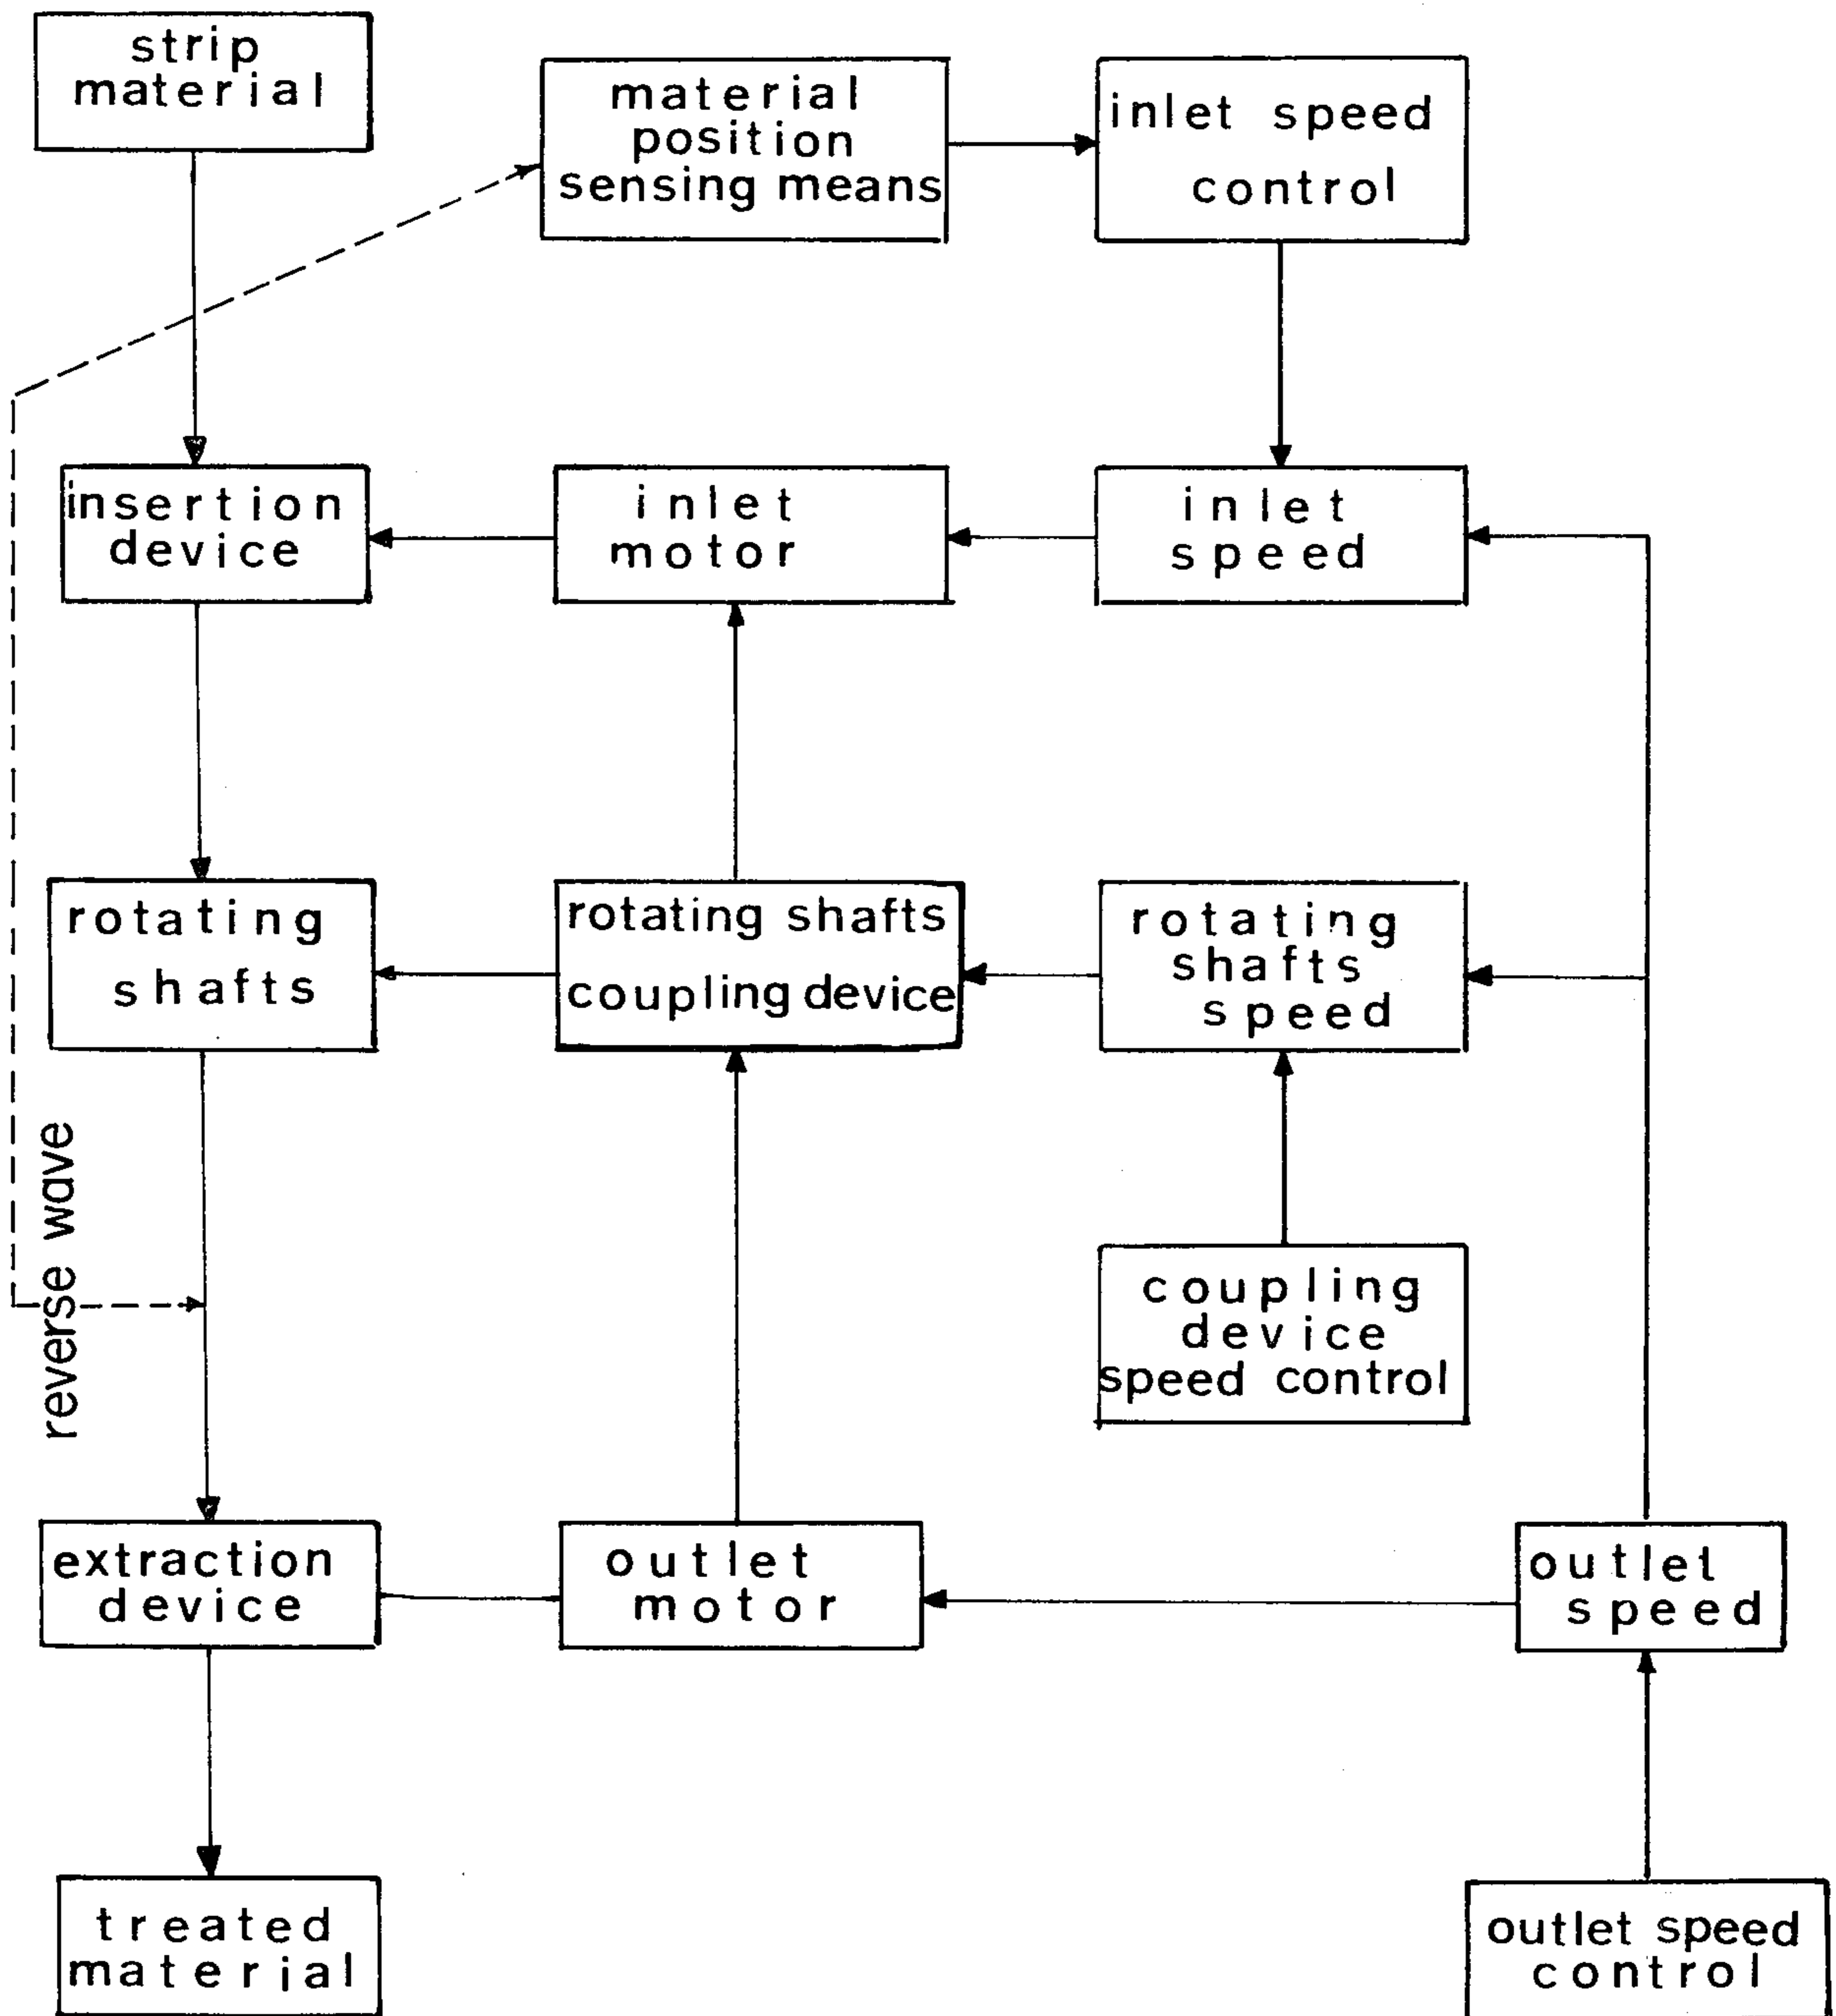 strip
material
material
position
sensing means
inlet speed
control
insertion
device
inlet
motor
inlet
speed
rotating
shafts
rotating shafts
coupling device
rotating
shafts
speed
reverse wave
coupling
device
speed control
extraction
device
outlet
motor
outlet
speed
treated
material
outlet speed
control